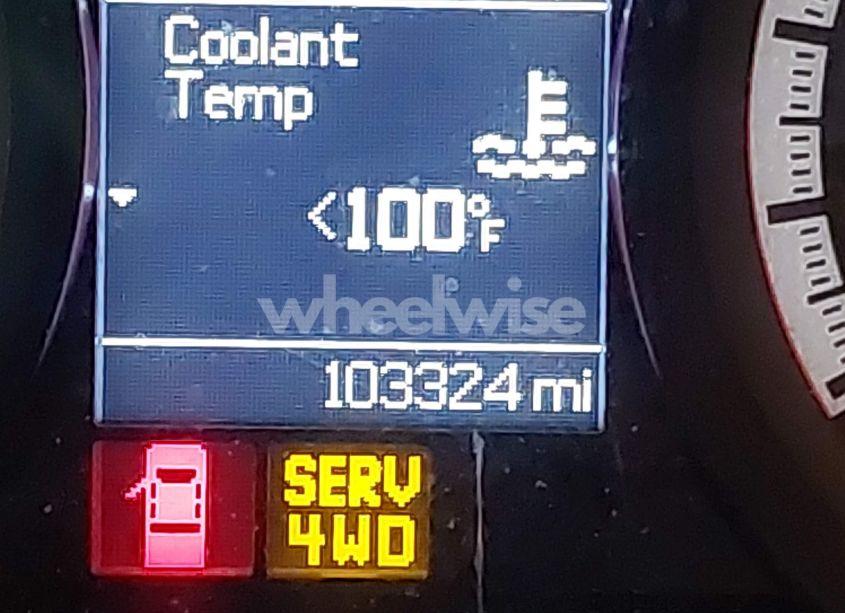 Coolant
Temp
<100°F
wheelwise
103324 mi
SERV
4WD